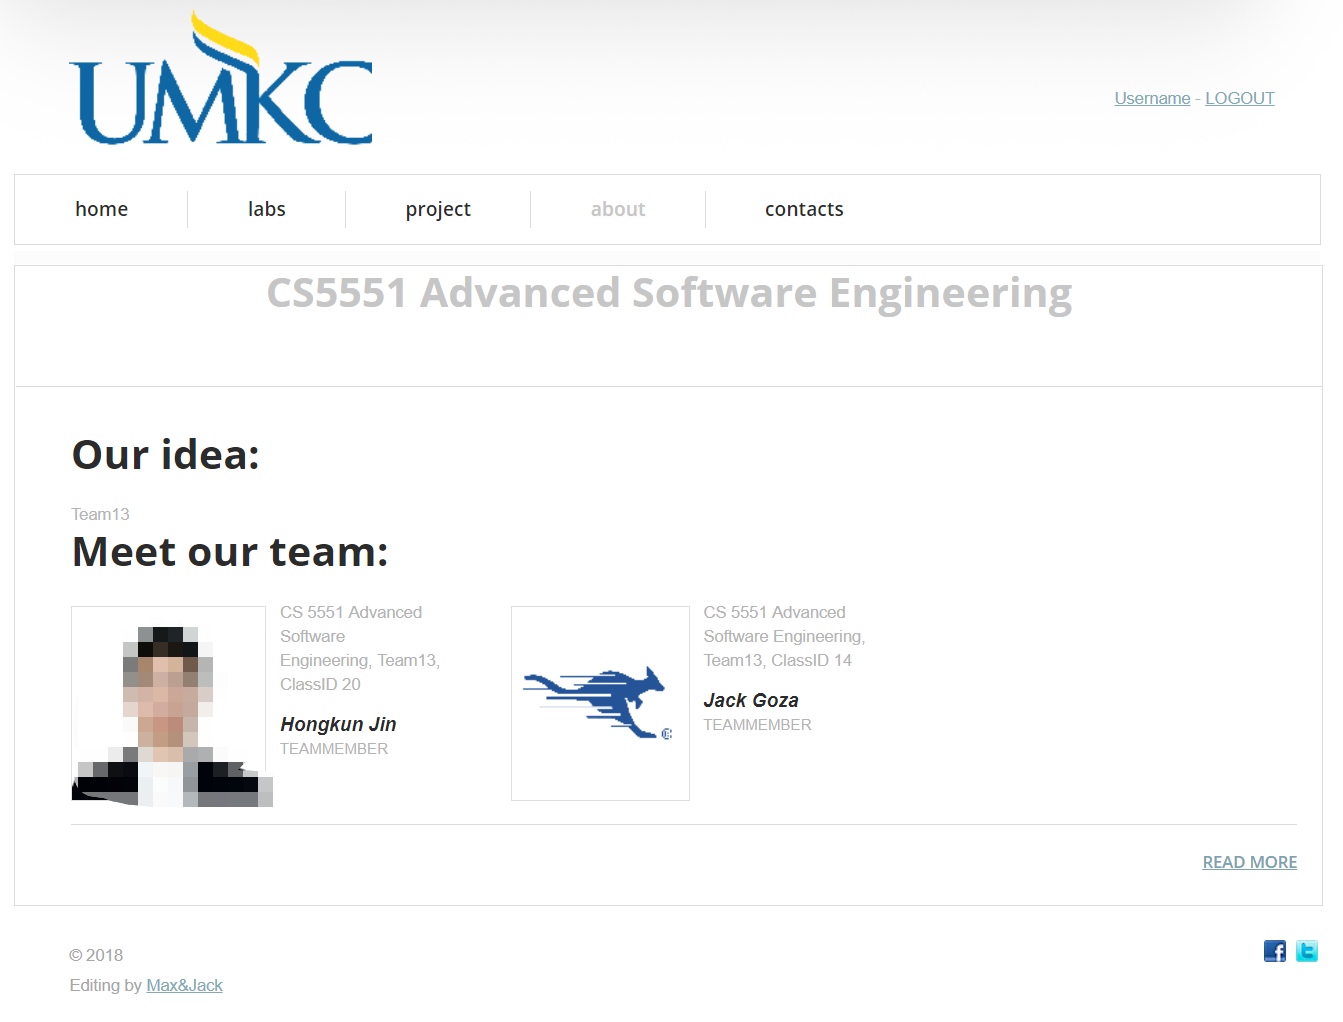 UMKC
Username - LOGOUT
home
labs
project
about
contacts
CS5551 Advanced Software Engineering
Our idea:
Team13
Meet our team:
CS 5551 Advanced
Software
Engineering, Team13,
ClassID 20
Hongkun Jin
TEAMMEMBER
CS 5551 Advanced
Software Engineering,
Team13, ClassID 14
Jack Goza
TEAMMEMBER
READ MORE
© 2018
Editing by Max&Jack